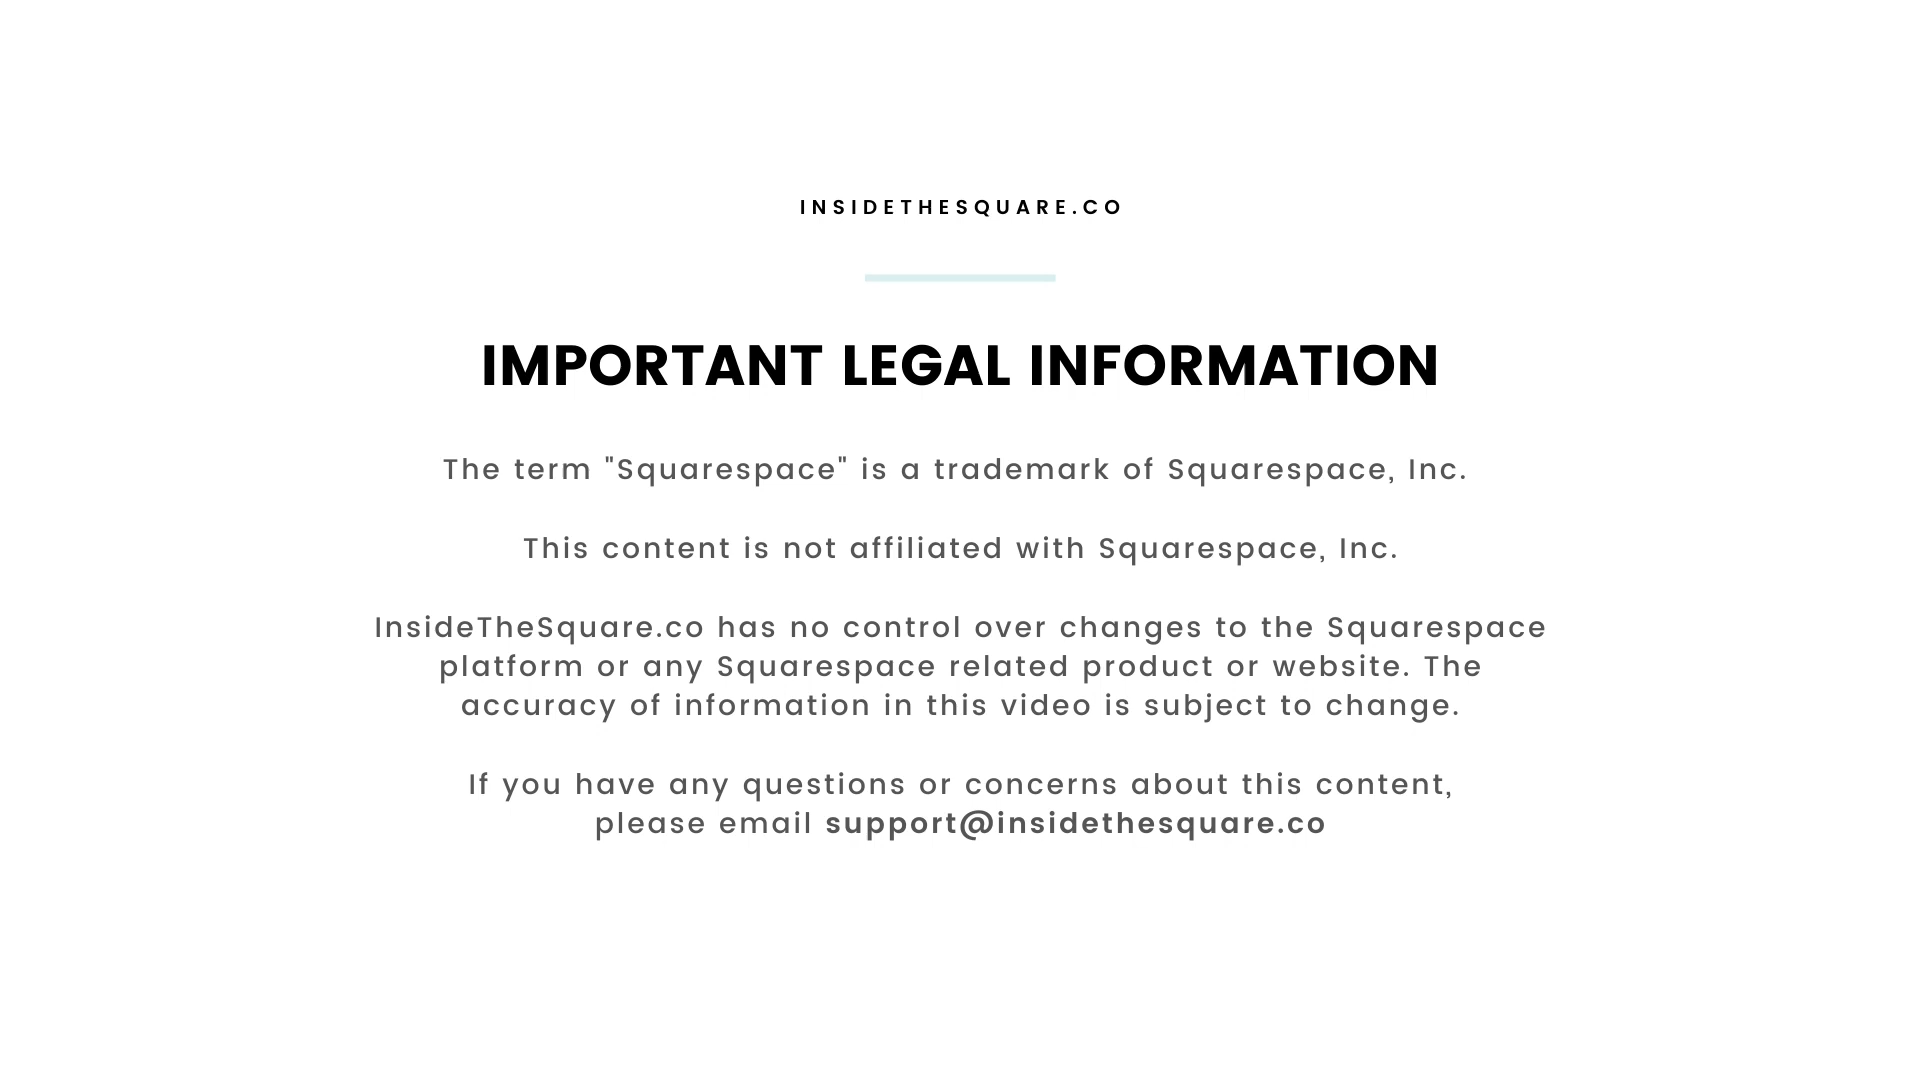 INSIDETHESQUARE.CO
IMPORTANT LEGAL INFORMATION
The term "Squarespace" is a trademark of Squarespace, Inc.
This content is not affiliated with Squarespace, Inc.
InsideTheSquare.co has no control over changes to the Squarespace
platform or any Squarespace related product or website. The
accuracy of information in this video is subject to change.
If you have any questions or concerns about this content,
please email support@insidethesquare.co